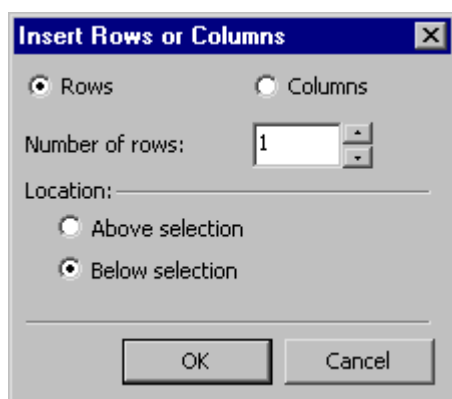 Insert Rows or Columns
Rows Columns
Number of rows: 1
Location:
Above selection
Below selection
OK Cancel